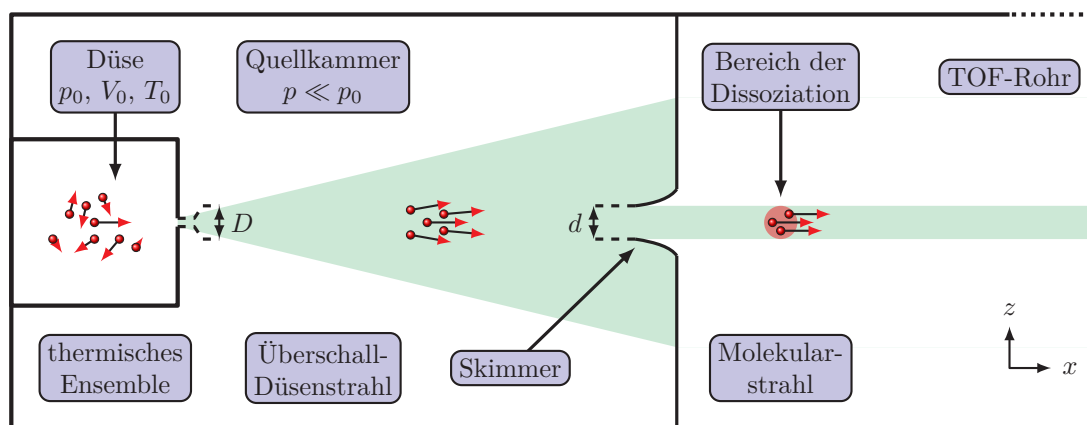 Düse
p₀, V₀, T₀
Quellkammer
p ≪ p₀
Bereich der
Dissoziation
TOF-Rohr
D
d
thermisches
Ensemble
Überschall-
Düsenstrahl
Skimmer
Molekular-
strahl
z
x